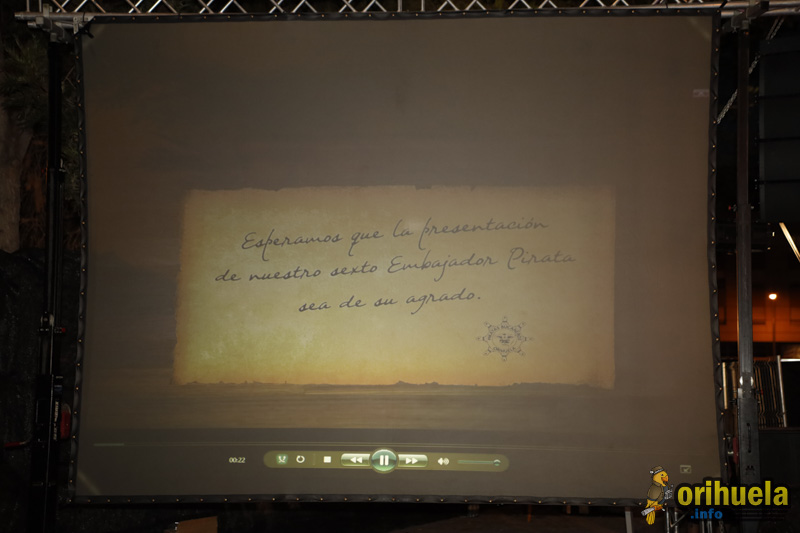 Esperamos que la presentación
de nuestro sexto Embajador Pirata
sea de su agrado.
00:22
orihuela
.info